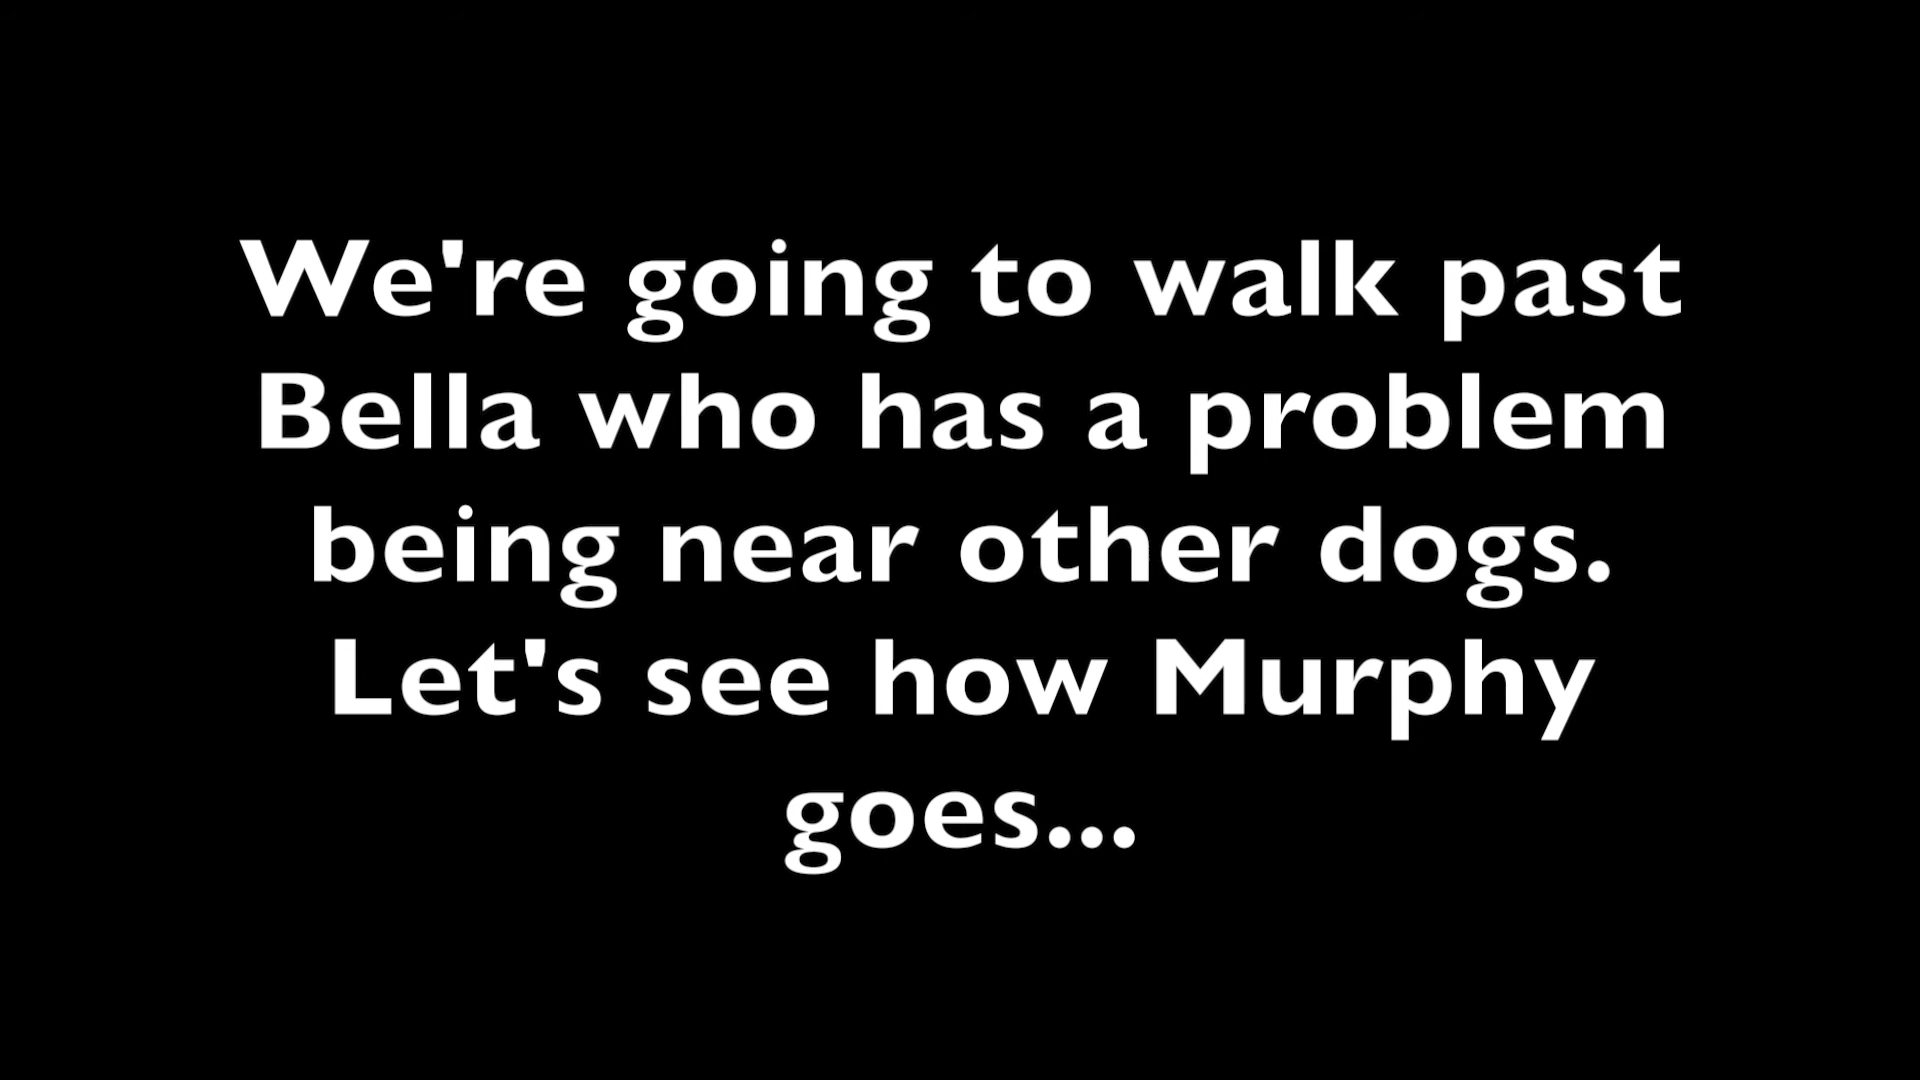 We're going to walk past
Bella who has a problem
being near other dogs.
Let's see how Murphy
goes...